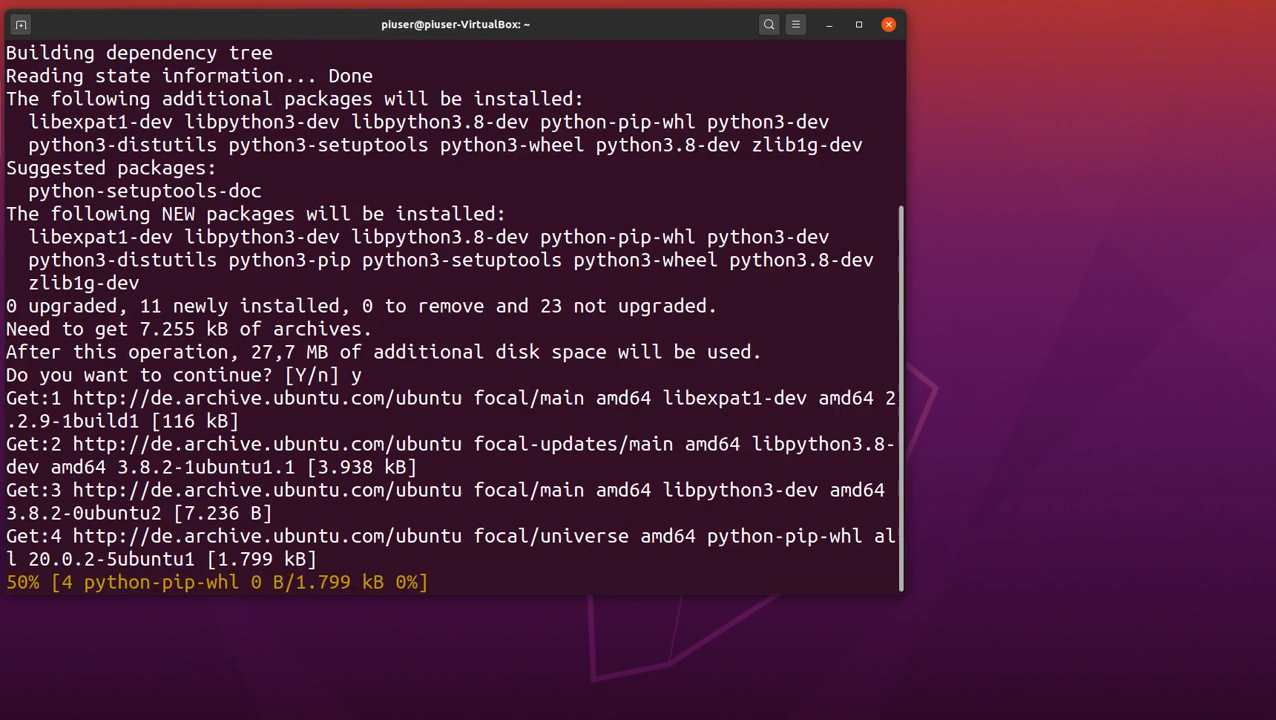 piuser@piuser-VirtualBox: ~
Building dependency tree
Reading state information... Done
The following additional packages will be installed:
  libexpat1-dev libpython3-dev libpython3.8-dev python-pip-whl python3-dev
  python3-distutils python3-setuptools python3-wheel python3.8-dev zlib1g-dev
Suggested packages:
  python-setuptools-doc
The following NEW packages will be installed:
  libexpat1-dev libpython3-dev libpython3.8-dev python-pip-whl python3-dev
  python3-distutils python3-pip python3-setuptools python3-wheel python3.8-dev
  zlib1g-dev
0 upgraded, 11 newly installed, 0 to remove and 23 not upgraded.
Need to get 7.255 kB of archives.
After this operation, 27,7 MB of additional disk space will be used.
Do you want to continue? [Y/n] y
Get:1 http://de.archive.ubuntu.com/ubuntu focal/main amd64 libexpat1-dev amd64 2
.2.9-1build1 [116 kB]
Get:2 http://de.archive.ubuntu.com/ubuntu focal-updates/main amd64 libpython3.8-
dev amd64 3.8.2-1ubuntu1.1 [3.938 kB]
Get:3 http://de.archive.ubuntu.com/ubuntu focal/main amd64 libpython3-dev amd64
3.8.2-0ubuntu2 [7.236 B]
Get:4 http://de.archive.ubuntu.com/ubuntu focal/universe amd64 python-pip-whl al
l 20.0.2-5ubuntu1 [1.799 kB]
50% [4 python-pip-whl 0 B/1.799 kB 0%]